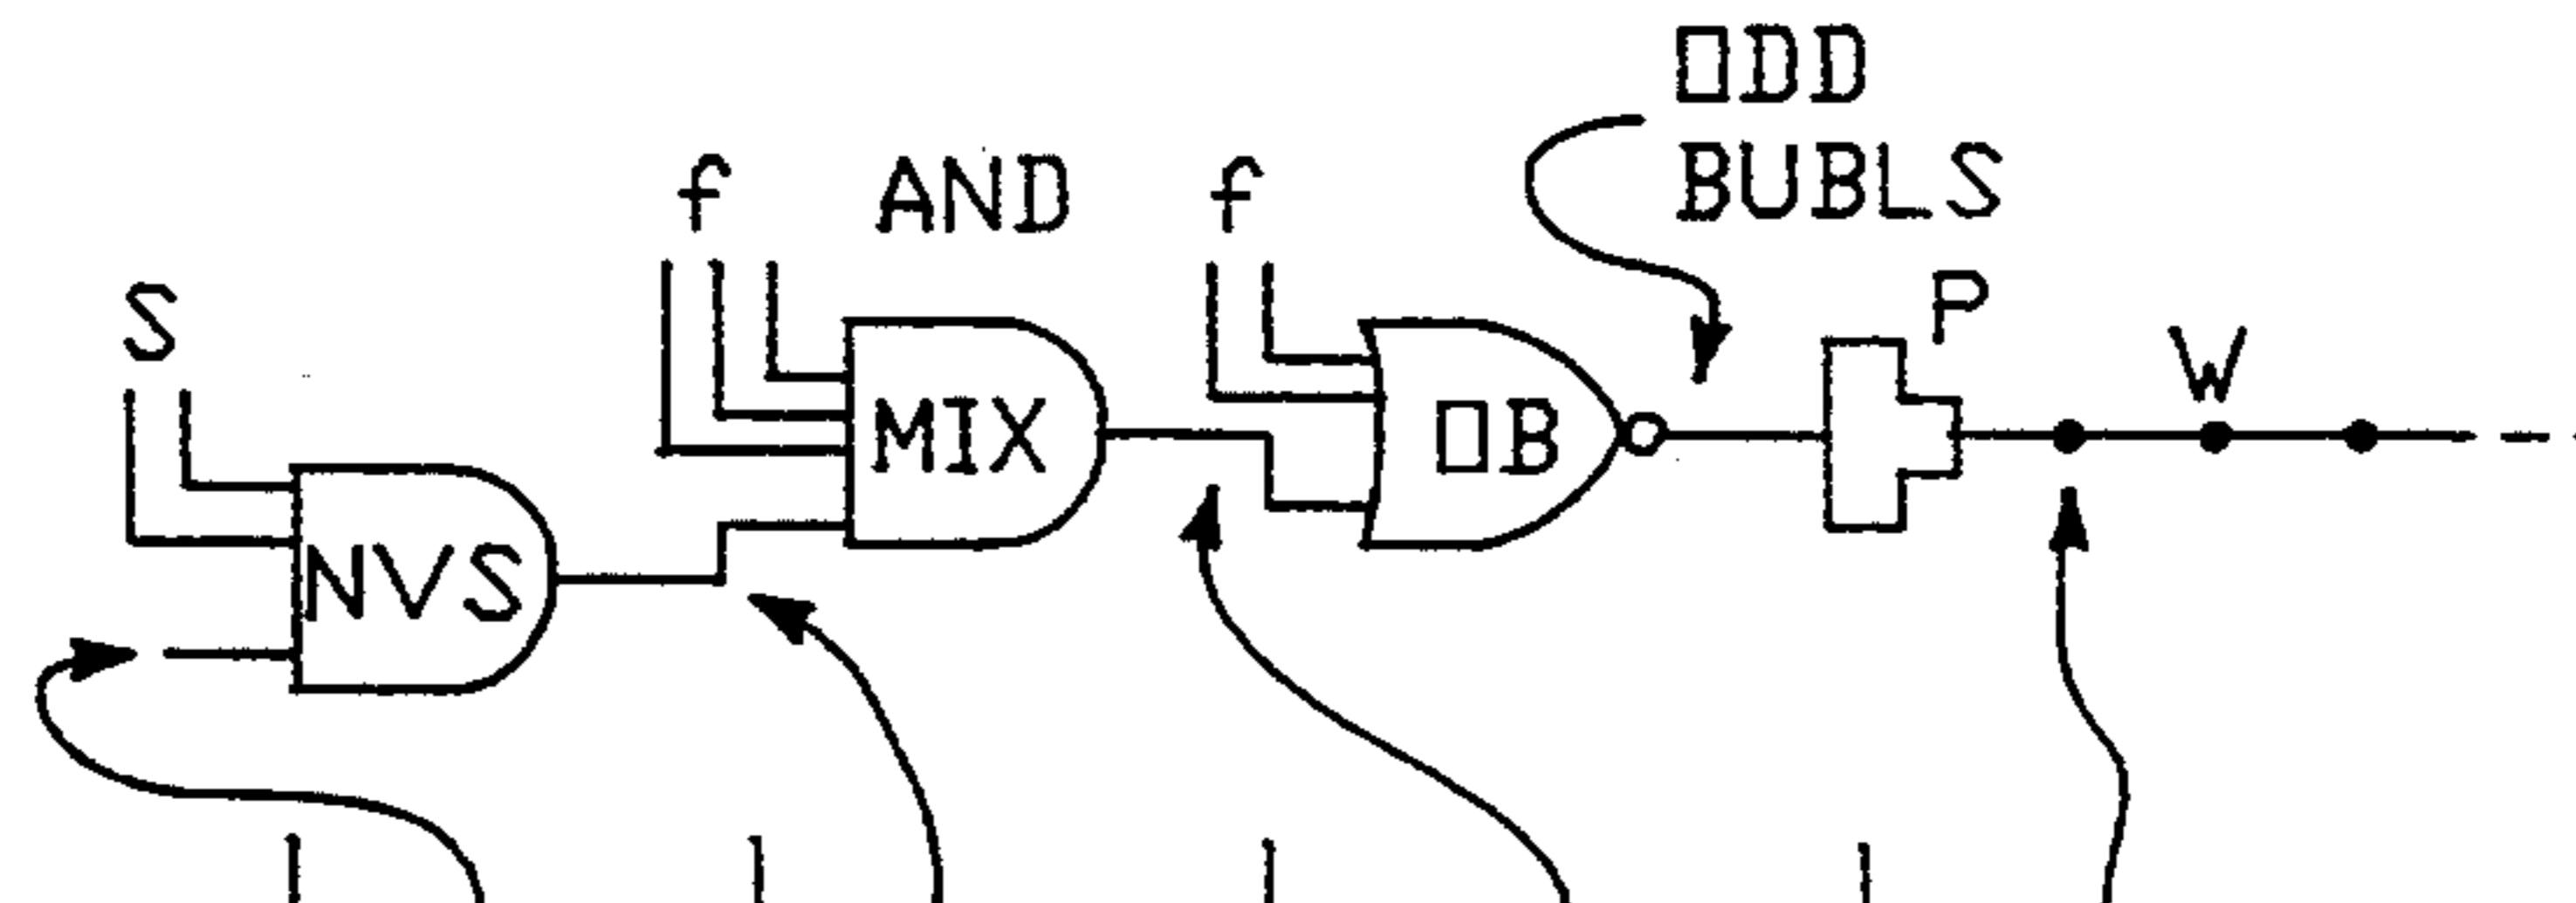 ODD
BUBLS
f AND f
S
P
W
MIX
OB
NVS